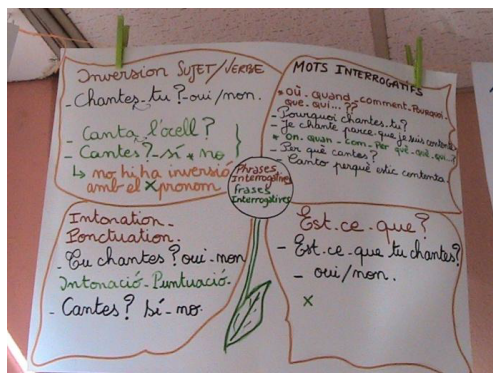 Inversion SUJET/VERBE
- Chantes-tu? oui/non.
- Canta l'ocell?
- Cantes? - sí * no
↳ no hi ha inversió
amb el X pronom
MOTS INTERROGATIFS
* Où - quand - comment - Pourquoi -
que - qui...??
- Pourquoi chantes-tu?
- Je chante parce que je suis contente
* On - quan - com - Per què - què - qui...?
- Per què cantes?
- Canto perquè estic contenta.
Phrases
Interrogatives
frases
Interrogatives
Intonation -
Ponctuation.
- Tu chantes? oui - non
Intonació - Puntuació.
- Cantes? Sí - no.
Est-ce-que?
- Est-ce-que tu chantes?
- oui/non.
X